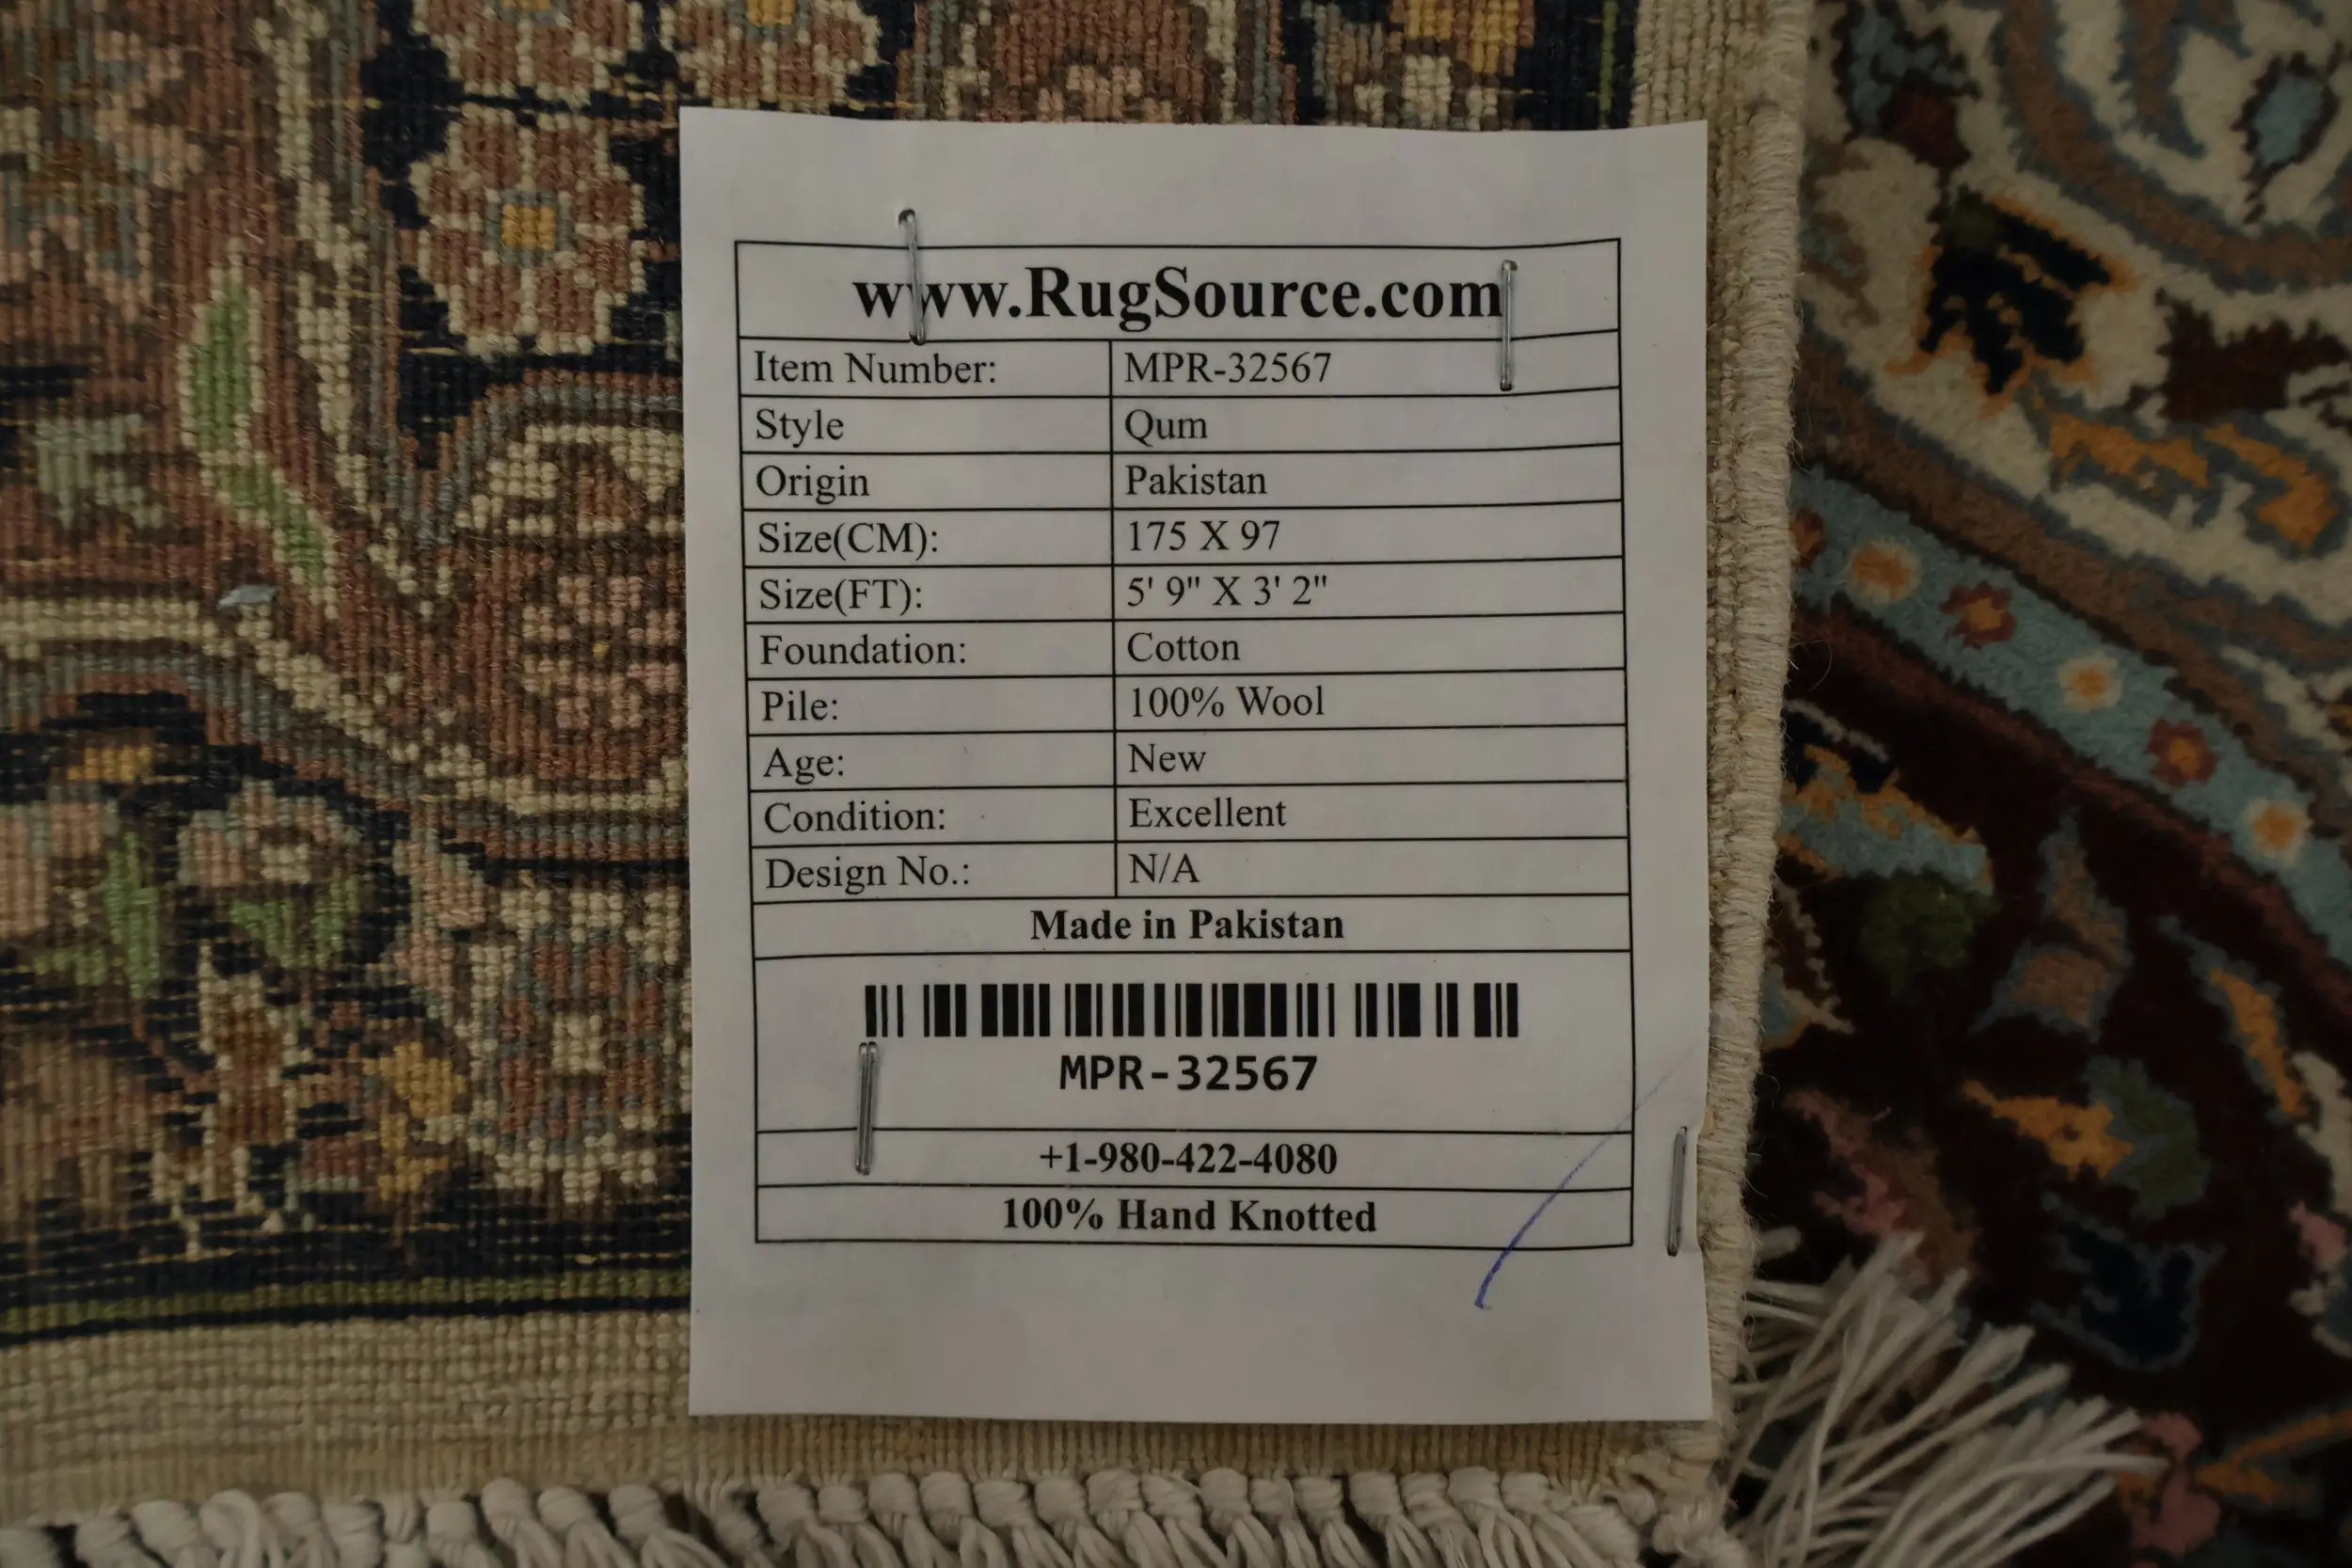 www.RugSource.com
Item Number: MPR-32567
Style Qum
Origin Pakistan
Size(CM): 175 X 97
Size(FT): 5' 9" X 3' 2"
Foundation: Cotton
Pile: 100% Wool
Age: New
Condition: Excellent
Design No.: N/A
Made in Pakistan
MPR-32567
+1-980-422-4080
100% Hand Knotted